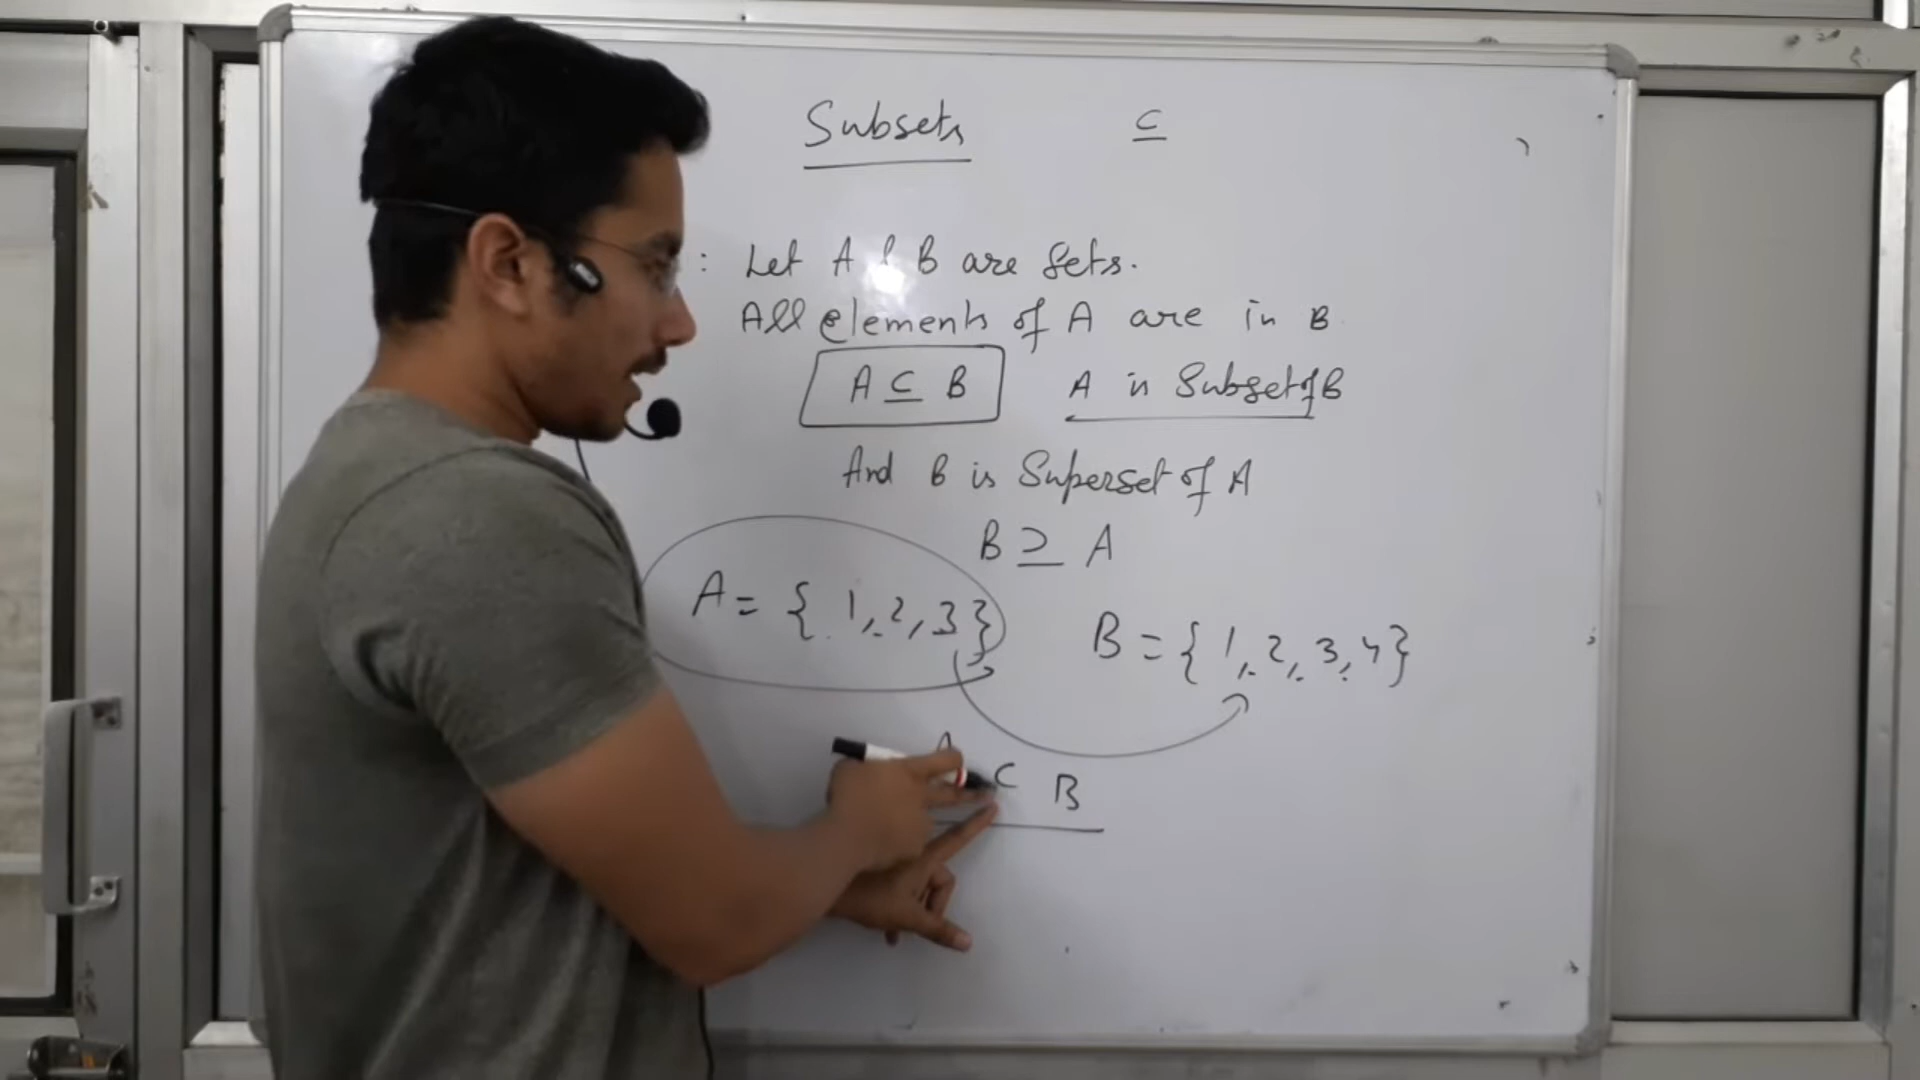 Subsets ⊆
: Let A & B are Sets.
All elements of A are in B
A ⊆ B A is Subset of B
And B is Superset of A
B ⊇ A
A = { 1, 2, 3}
B = { 1, 2, 3, 4}
A ⊂ B